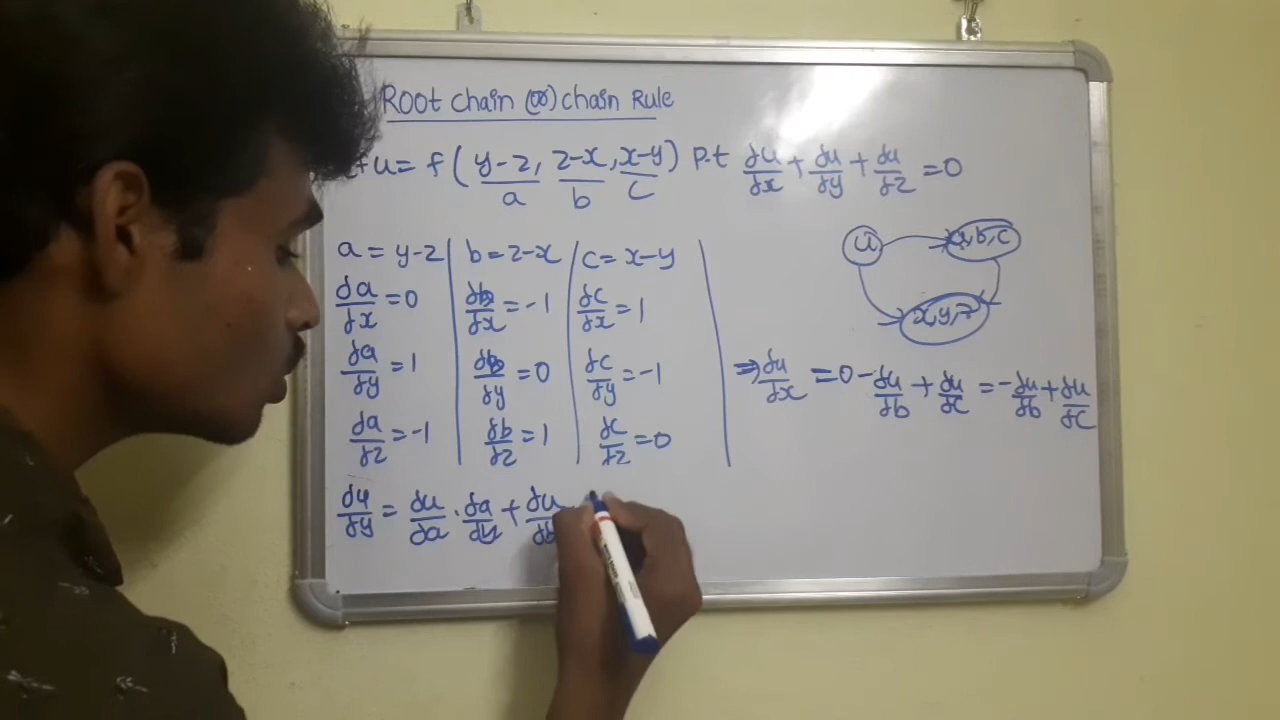 Root chain (or) chain Rule
u = f ( y-z, z-x, x-y ) P.t ∂u/∂x + ∂u/∂y + ∂u/∂z = 0
a b c
a = y-z | b = z-x | c = x-y
∂a/∂x = 0 | ∂b/∂x = -1 | ∂c/∂x = 1
∂a/∂y = 1 | ∂b/∂y = 0 | ∂c/∂y = -1
∂a/∂z = -1 | ∂b/∂z = 1 | ∂c/∂z = 0
u
a,b,c
x,y,z
⇒ ∂u/∂x = 0 - ∂u/∂b + ∂u/∂c = -∂u/∂b + ∂u/∂c
∂u/∂y = ∂u/∂a . ∂a/∂y + ∂u/∂b